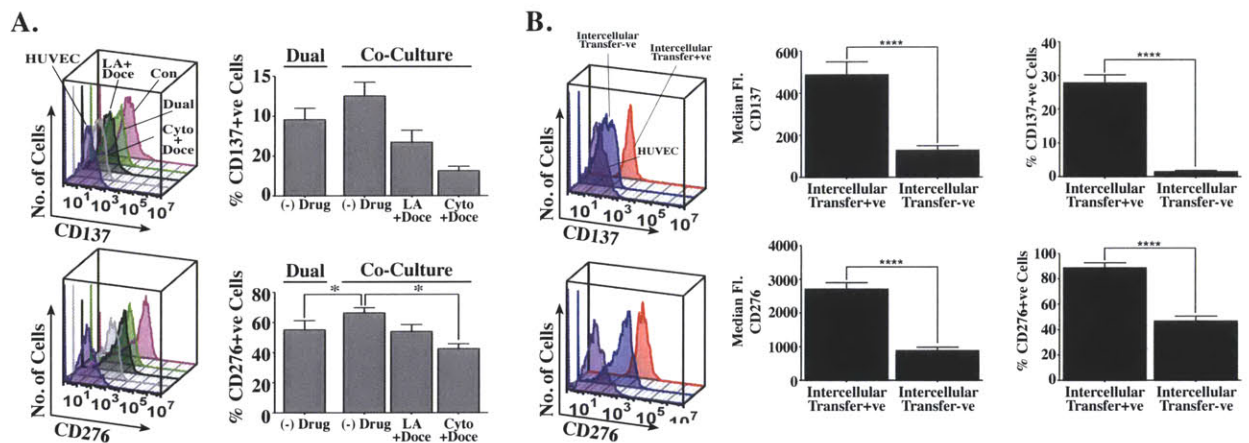 A.
HUVEC
LA+
Doce
Con
Dual
Cyto
+
Doce
No. of Cells
10¹ 10³ 10⁵ 10⁷
CD137
Dual Co-Culture
% CD137+ve Cells
15
10
20
0
(-) Drug (-) Drug LA +Doce Cyto +Doce
No. of Cells
10¹ 10³ 10⁵ 10⁷
CD276
Dual Co-Culture
* *
% CD276+ve Cells
80
60
40
20
0
(-) Drug (-) Drug LA +Doce Cyto +Doce
B.
Intercellular
Transfer-ve
Intercellular
Transfer+ve
HUVEC
No. of Cells
10¹ 10³ 10⁵ 10⁷
CD137
Median Fl.
CD137
600
400
200
0
****
Intercellular Intercellular
Transfer+ve Transfer-ve
% CD137+ve Cells
40
30
20
10
0
****
Intercellular Intercellular
Transfer+ve Transfer-ve
No. of Cells
10¹ 10³ 10⁵ 10⁷
CD276
Median Fl.
CD276
4000
3000
2000
1000
0
****
Intercellular Intercellular
Transfer+ve Transfer-ve
% CD276+ve Cells
100
80
60
40
20
0
****
Intercellular Intercellular
Transfer+ve Transfer-ve